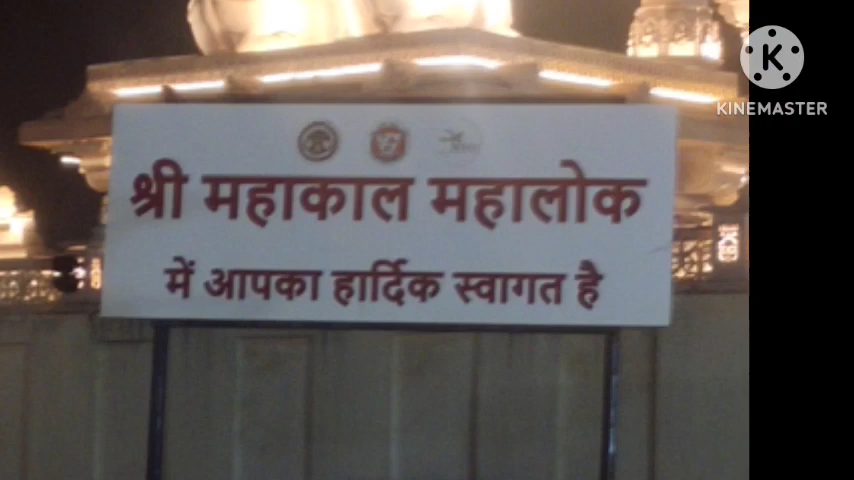 श्री महाकाल महालोक
में आपका हार्दिक स्वागत है
K
KINEMASTER